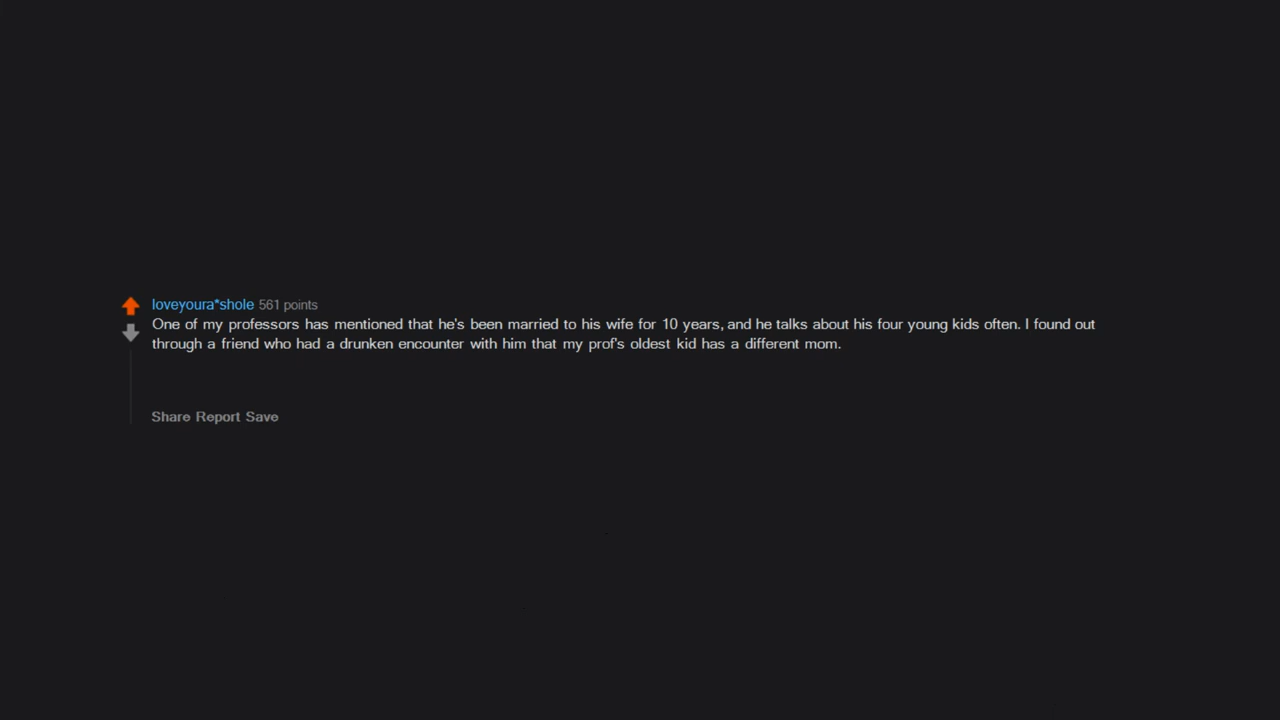 loveyoura*shole 561 points
One of my professors has mentioned that he's been married to his wife for 10 years, and he talks about his four young kids often. I found out
through a friend who had a drunken encounter with him that my prof's oldest kid has a different mom.
Share Report Save